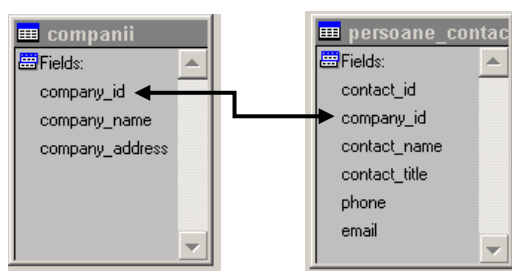 companii
Fields:
company_id
company_name
company_address
persoane_contac
Fields:
contact_id
company_id
contact_name
contact_title
phone
email